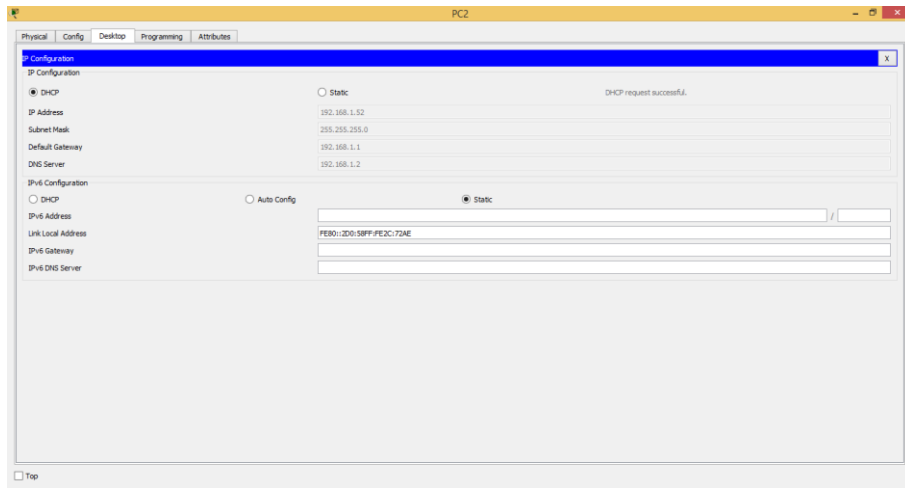 PC2
Physical Config Desktop Programming Attributes
IP Configuration X
IP Configuration
DHCP Static DHCP request successful.
IP Address 192.168.1.52
Subnet Mask 255.255.255.0
Default Gateway 192.168.1.1
DNS Server 192.168.1.2
IPv6 Configuration
DHCP Auto Config Static
IPv6 Address /
Link Local Address FE80::2D0:58FF:FE2C:72AE
IPv6 Gateway
IPv6 DNS Server
Top